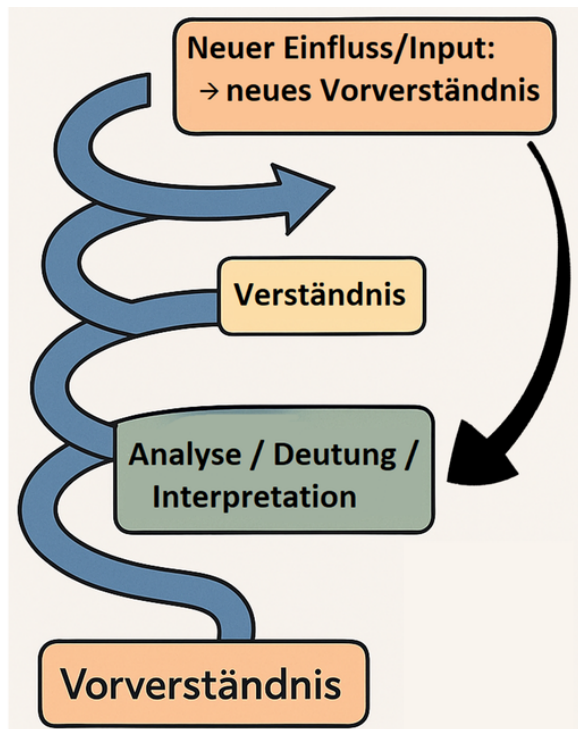 Neuer Einfluss/Input:
→ neues Vorverständnis
Verständnis
Analyse / Deutung /
Interpretation
Vorverständnis